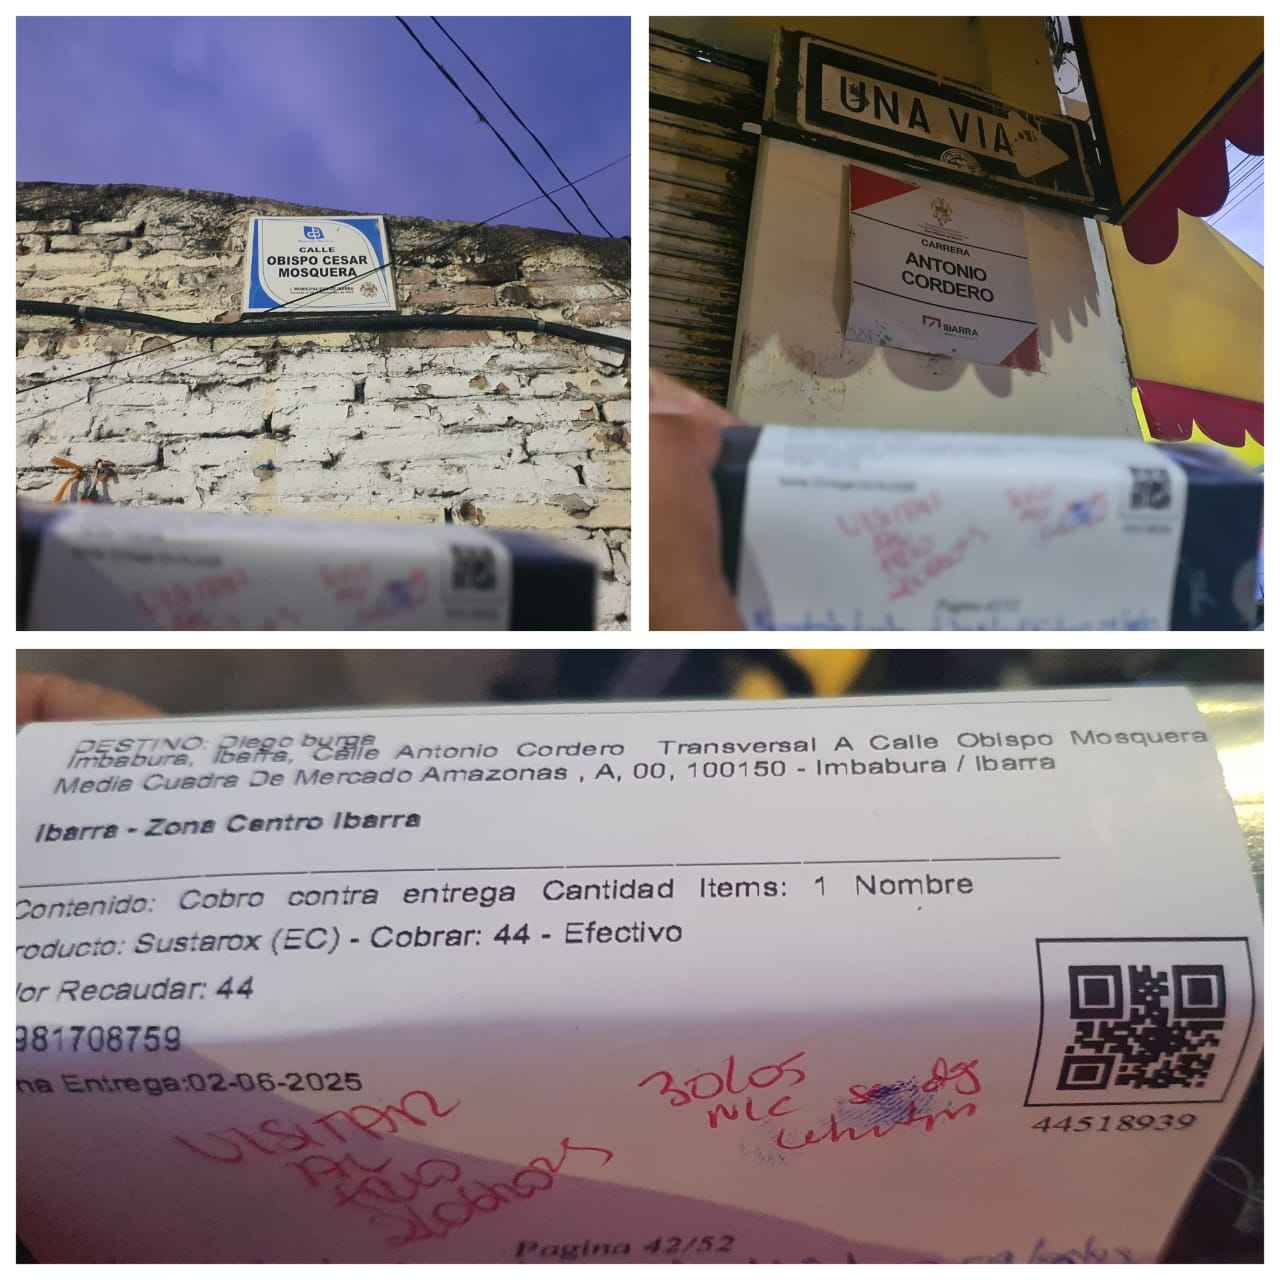 CALLE
OBISPO CESAR
MOSQUERA
UNA VIA
CARRERA
ANTONIO
CORDERO
IBARRA
DESTINO: Diego burga
Imbabura, Ibarra, Calle Antonio Cordero Transversal A Calle Obispo Mosquera
Media Cuadra De Mercado Amazonas , A, 00, 100150 - Imbabura / Ibarra
Ibarra - Zona Centro Ibarra
Contenido: Cobro contra entrega Cantidad Items: 1 Nombre
roducto: Sustarox (EC) - Cobrar: 44 - Efectivo
lor Recaudar: 44
981708759
na Entrega:02-06-2025
VISITAR
AL
44518939
Pagina 42/52